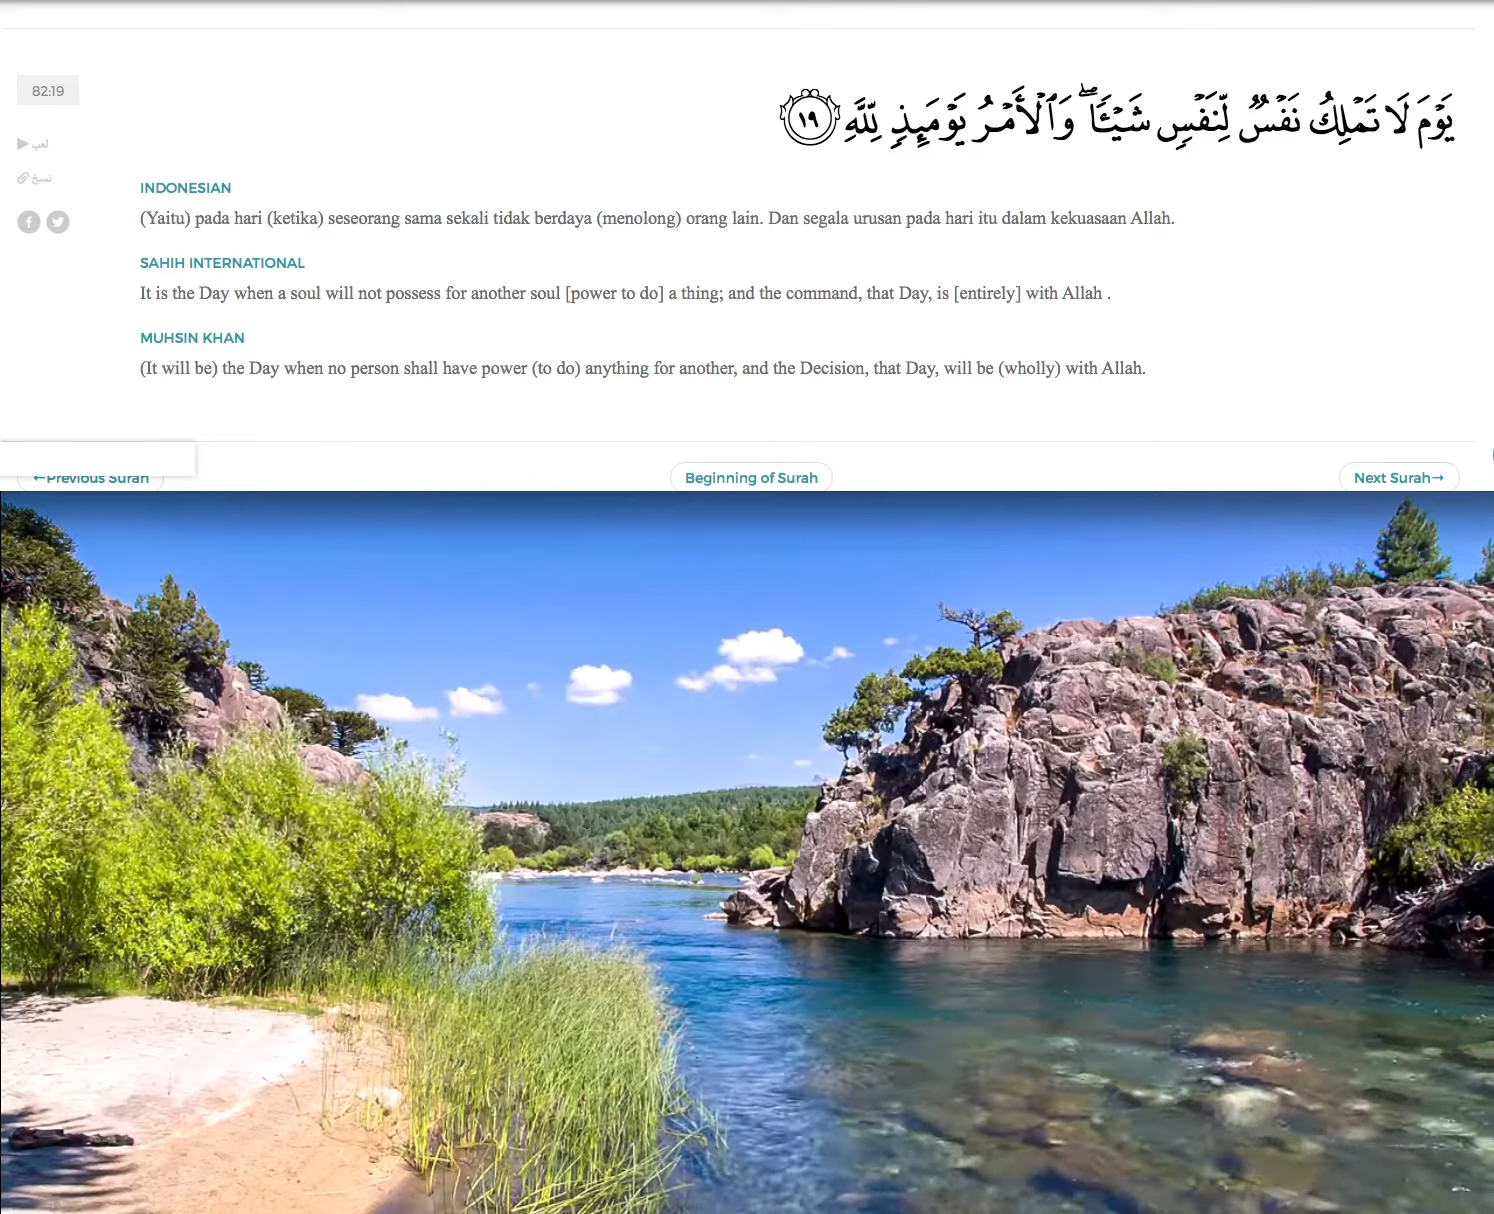 82:19
يَوْمَ لَا تَمْلِكُ نَفْسٌ لِّنَفْسٍ شَيْـًٔا ۖ وَٱلْأَمْرُ يَوْمَئِذٍ لِّلَّهِ ١٩
لعب
نسخ
INDONESIAN
(Yaitu) pada hari (ketika) seseorang sama sekali tidak berdaya (menolong) orang lain. Dan segala urusan pada hari itu dalam kekuasaan Allah.
SAHIH INTERNATIONAL
It is the Day when a soul will not possess for another soul [power to do] a thing; and the command, that Day, is [entirely] with Allah .
MUHSIN KHAN
(It will be) the Day when no person shall have power (to do) anything for another, and the Decision, that Day, will be (wholly) with Allah.
←Previous Surah Beginning of Surah Next Surah→